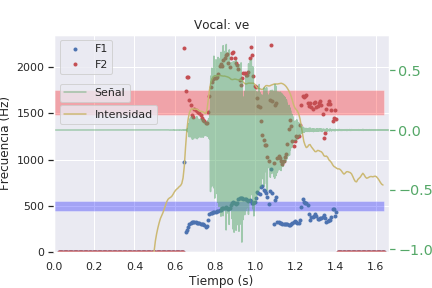 Vocal: ve
F1
F2
Señal
Intensidad
Frecuencia (Hz)
2000
1500
1000
500
0
0.5
0.0
−0.5
−1.0
0.0 0.2 0.4 0.6 0.8 1.0 1.2 1.4 1.6
Tiempo (s)